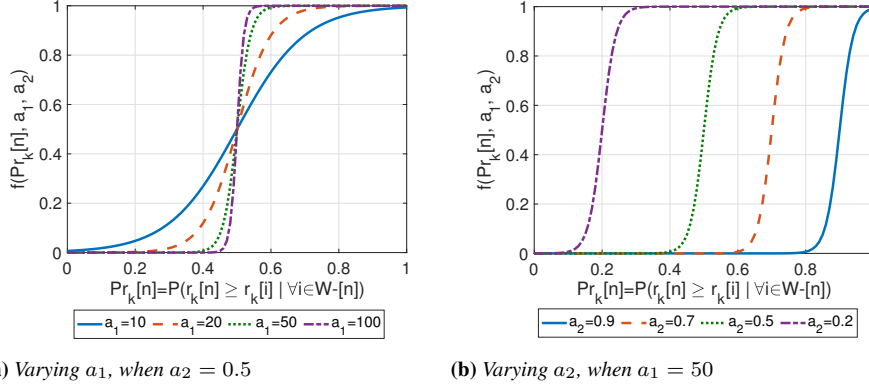 1
0.8
0.6
0.4
0.2
0
f(Pr_k[n], a_1, a_2)
0 0.2 0.4 0.6 0.8 1
Pr_k[n]=P(r_k[n] ≥ r_k[i] | ∀i∈W-[n])
a_1=10 a_1=20 a_1=50 a_1=100
) Varying a_1, when a_2 = 0.5
1
0.8
0.6
0.4
0.2
0
f(Pr_k[n], a_1, a_2)
0 0.2 0.4 0.6 0.8
Pr_k[n]=P(r_k[n] ≥ r_k[i] | ∀i∈W-[n])
a_2=0.9 a_2=0.7 a_2=0.5 a_2=0.2
(b) Varying a_2, when a_1 = 50